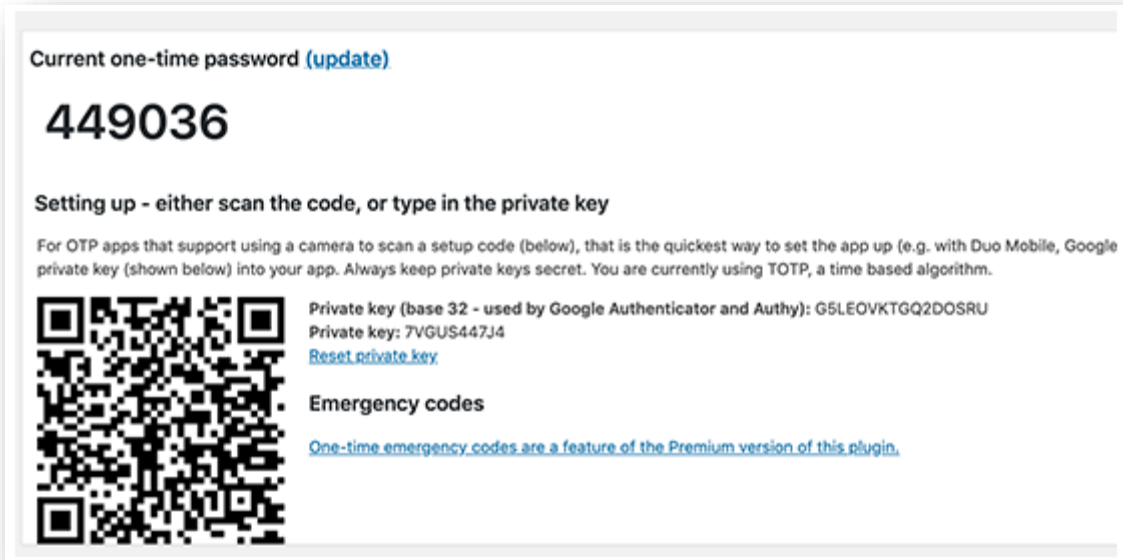 Current one-time password (update)
449036
Setting up - either scan the code, or type in the private key
For OTP apps that support using a camera to scan a setup code (below), that is the quickest way to set the app up (e.g. with Duo Mobile, Google
private key (shown below) into your app. Always keep private keys secret. You are currently using TOTP, a time based algorithm.
Private key (base 32 - used by Google Authenticator and Authy): G5LEOVKTGQ2DOSRU
Private key: 7VGUS447J4
Reset private key
Emergency codes
One-time emergency codes are a feature of the Premium version of this plugin.